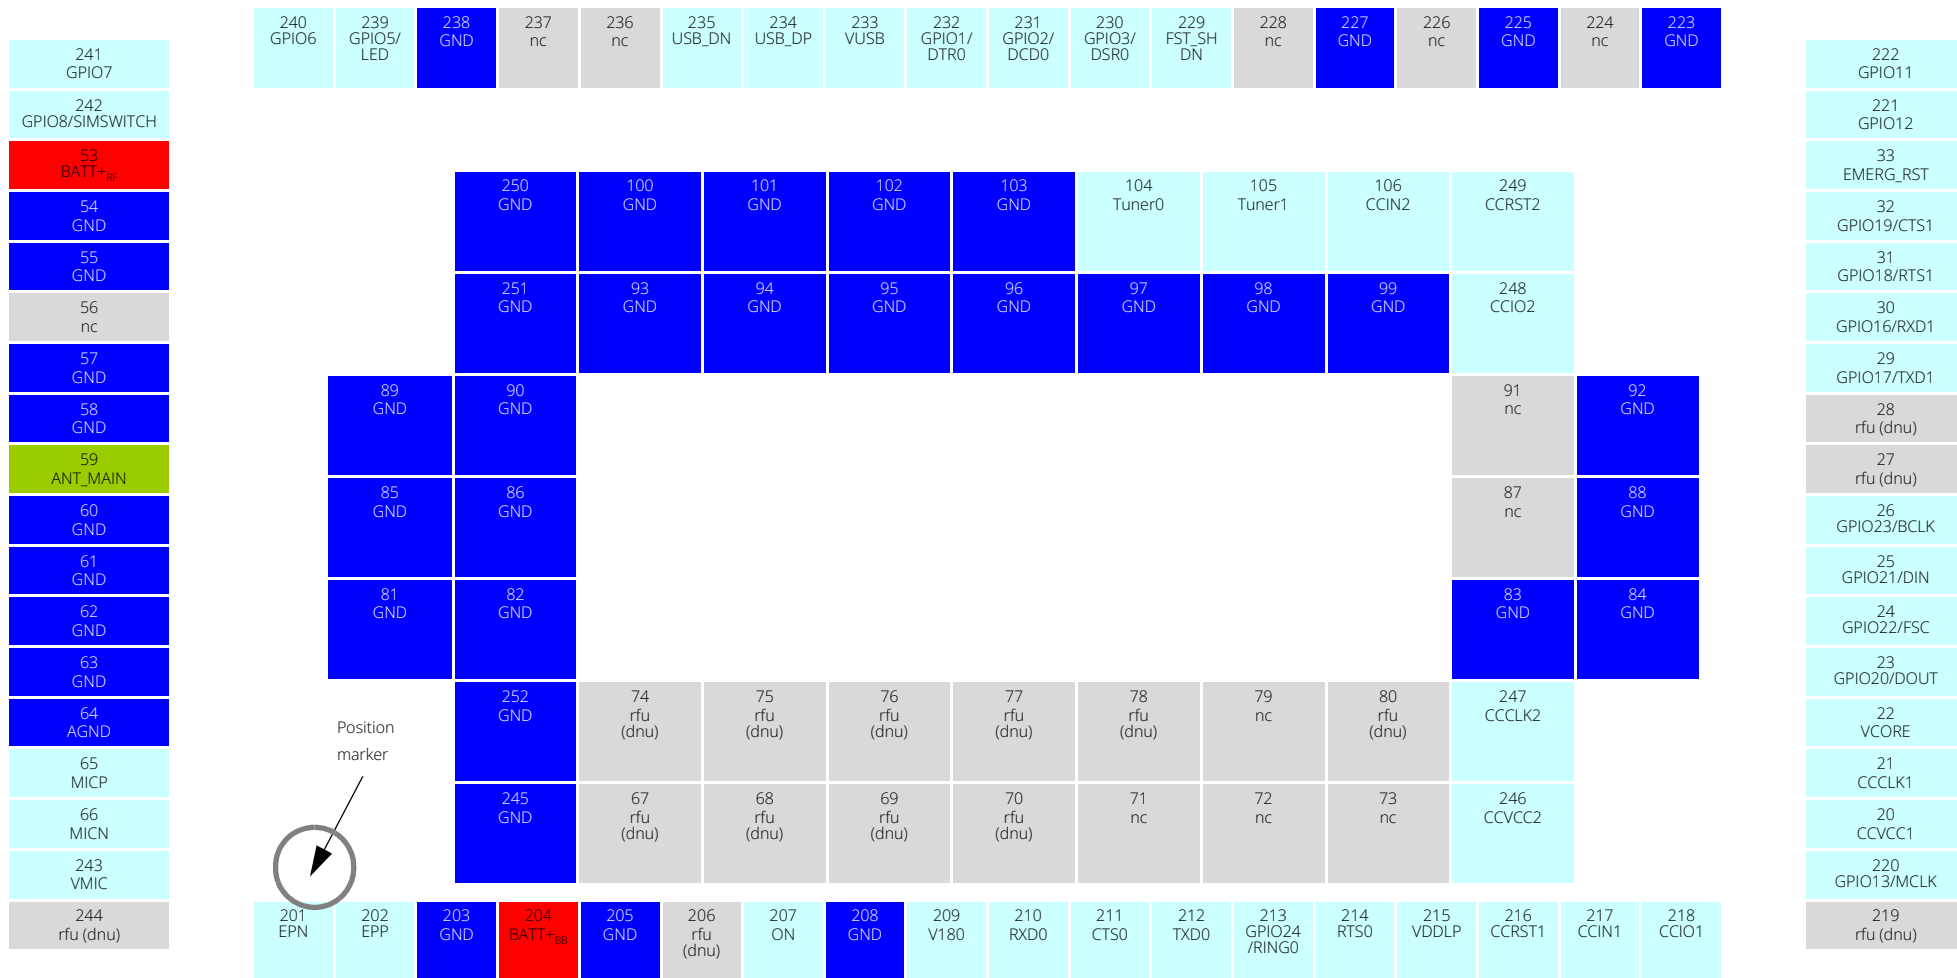 240
GPIO6
239
GPIO5/
LED
238
GND
237
nc
236
nc
235
USB_DN
234
USB_DP
233
VUSB
232
GPIO1/
DTR0
231
GPIO2/
DCD0
230
GPIO3/
DSR0
229
FST_SH
DN
228
nc
227
GND
226
nc
225
GND
224
nc
223
GND
241
GPIO7
242
GPIO8/SIMSWITCH
53
BATT+RF
54
GND
55
GND
56
nc
57
GND
58
GND
59
ANT_MAIN
60
GND
61
GND
62
GND
63
GND
64
AGND
65
MICP
66
MICN
243
VMIC
244
rfu (dnu)
250
GND
100
GND
101
GND
102
GND
103
GND
104
Tuner0
105
Tuner1
106
CCIN2
249
CCRST2
251
GND
93
GND
94
GND
95
GND
96
GND
97
GND
98
GND
99
GND
248
CCIO2
89
GND
90
GND
91
nc
92
GND
85
GND
86
GND
87
nc
88
GND
81
GND
82
GND
83
GND
84
GND
252
GND
74
rfu
(dnu)
75
rfu
(dnu)
76
rfu
(dnu)
77
rfu
(dnu)
78
rfu
(dnu)
79
nc
80
rfu
(dnu)
247
CCCLK2
Position
marker
245
GND
67
rfu
(dnu)
68
rfu
(dnu)
69
rfu
(dnu)
70
rfu
(dnu)
71
nc
72
nc
73
nc
246
CCVCC2
222
GPIO11
221
GPIO12
33
EMERG_RST
32
GPIO19/CTS1
31
GPIO18/RTS1
30
GPIO16/RXD1
29
GPIO17/TXD1
28
rfu (dnu)
27
rfu (dnu)
26
GPIO23/BCLK
25
GPIO21/DIN
24
GPIO22/FSC
23
GPIO20/DOUT
22
VCORE
21
CCCLK1
20
CCVCC1
220
GPIO13/MCLK
219
rfu (dnu)
201
EPN
202
EPP
203
GND
204
BATT+BB
205
GND
206
rfu
(dnu)
207
ON
208
GND
209
V180
210
RXD0
211
CTS0
212
TXD0
213
GPIO24
/RING0
214
RTS0
215
VDDLP
216
CCRST1
217
CCIN1
218
CCIO1